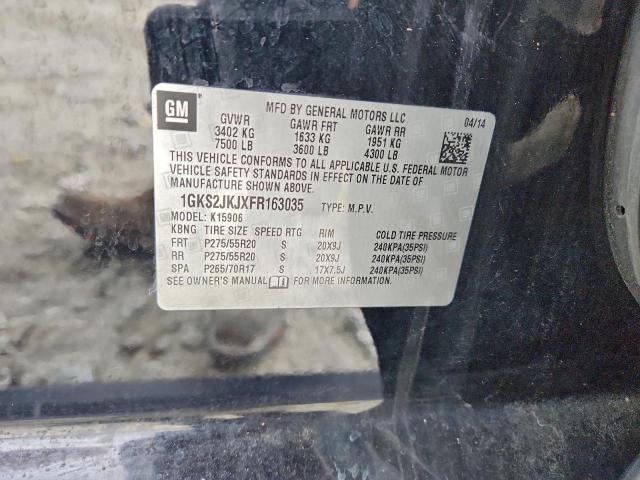 GM
MFD BY GENERAL MOTORS LLC 04/14
GVWR GAWR FRT GAWR RR
3402 KG 1633 KG 1951 KG
7500 LB 3600 LB 4300 LB
THIS VEHICLE CONFORMS TO ALL APPLICABLE U.S. FEDERAL MOTOR
VEHICLE SAFETY STANDARDS IN EFFECT ON THE DATE OF
MANUFACTURE SHOWN ABOVE.
1GKS2JKJXFR163035 TYPE: M.P.V.
MODEL: K15906
KBNG TIRE SIZE SPEED RTG RIM COLD TIRE PRESSURE
FRT P275/55R20 S 20X9J 240KPA(35PSI)
RR P275/55R20 S 20X9J 240KPA(35PSI)
SPA P265/70R17 S 17X7.5J 240KPA(35PSI)
SEE OWNER'S MANUAL FOR MORE INFORMATION.